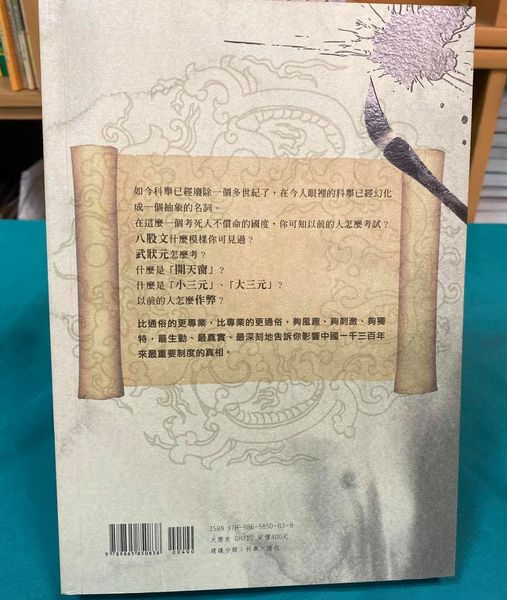 如今科舉已經廢除一個多世紀了，在今人眼裡的科舉已經幻化
成一個抽象的名詞。
在這麼一個考死人不償命的國度，你可知以前的人怎麼考試？
八股文什麼模樣你可見過？
武狀元怎麼考？
什麼是「開天窗」？
什麼是「小三元」、「大三元」？
以前的人怎麼作弊？
比通俗的更專業，比專業的更通俗，夠風趣、夠刺激、夠獨
特，最生動、最真實、最深刻地告訴你影響中國一千三百年
來最重要制度的真相。
ISBN 978-986-5850-83-8
大歷史 GH017 定價400元
建議分類：科舉／清代
9 789865 850838
00400